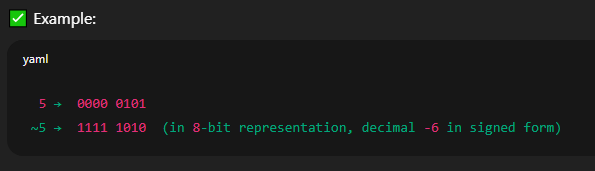 ✅ Example:
yaml
5 → 0000 0101
~5 → 1111 1010 (in 8-bit representation, decimal -6 in signed form)